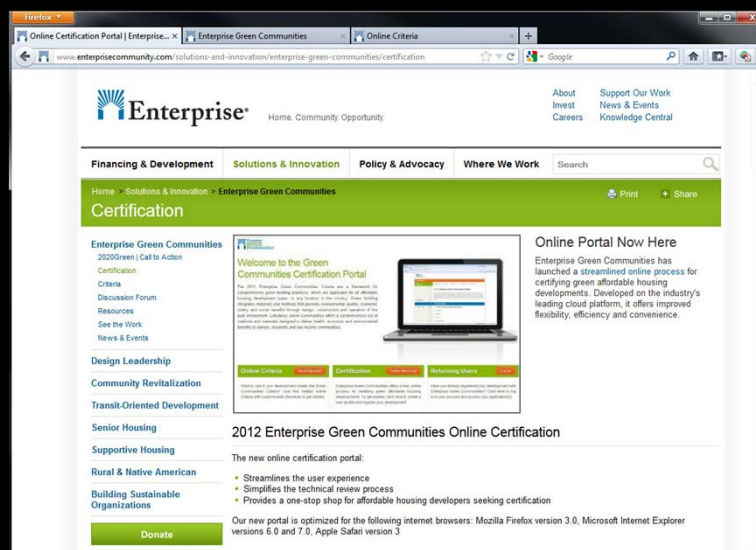 Firefox
Online Certification Portal | Enterprise...
Enterprise Green Communities
Online Criteria
www.enterprisecommunity.com/solutions-and-innovation/enterprise-green-communities/certification
Google
Enterprise
Home. Community. Opportunity.
About
Support Our Work
Invest
News & Events
Careers
Knowledge Central
Financing & Development
Solutions & Innovation
Policy & Advocacy
Where We Work
Search
Home > Solutions & Innovation > Enterprise Green Communities
Print
+ Share
Certification
Enterprise Green Communities
2020Green | Call to Action
Certification
Criteria
Discussion Forum
Resources
See the Work
News & Events
Design Leadership
Community Revitalization
Transit-Oriented Development
Senior Housing
Supportive Housing
Rural & Native American
Building Sustainable
Organizations
Donate
Welcome to the Green
Communities Certification Portal
Online Criteria
Certification
Returning Users
Online Portal Now Here
Enterprise Green Communities has
launched a streamlined online process for
certifying green affordable housing
developments. Developed on the industry's
leading cloud platform, it offers improved
flexibility, efficiency and convenience.
2012 Enterprise Green Communities Online Certification
The new online certification portal:
• Streamlines the user experience
• Simplifies the technical review process
• Provides a one-stop shop for affordable housing developers seeking certification
Our new portal is optimized for the following internet browsers: Mozilla Firefox version 3.0, Microsoft Internet Explorer
versions 6.0 and 7.0, Apple Safari version 3